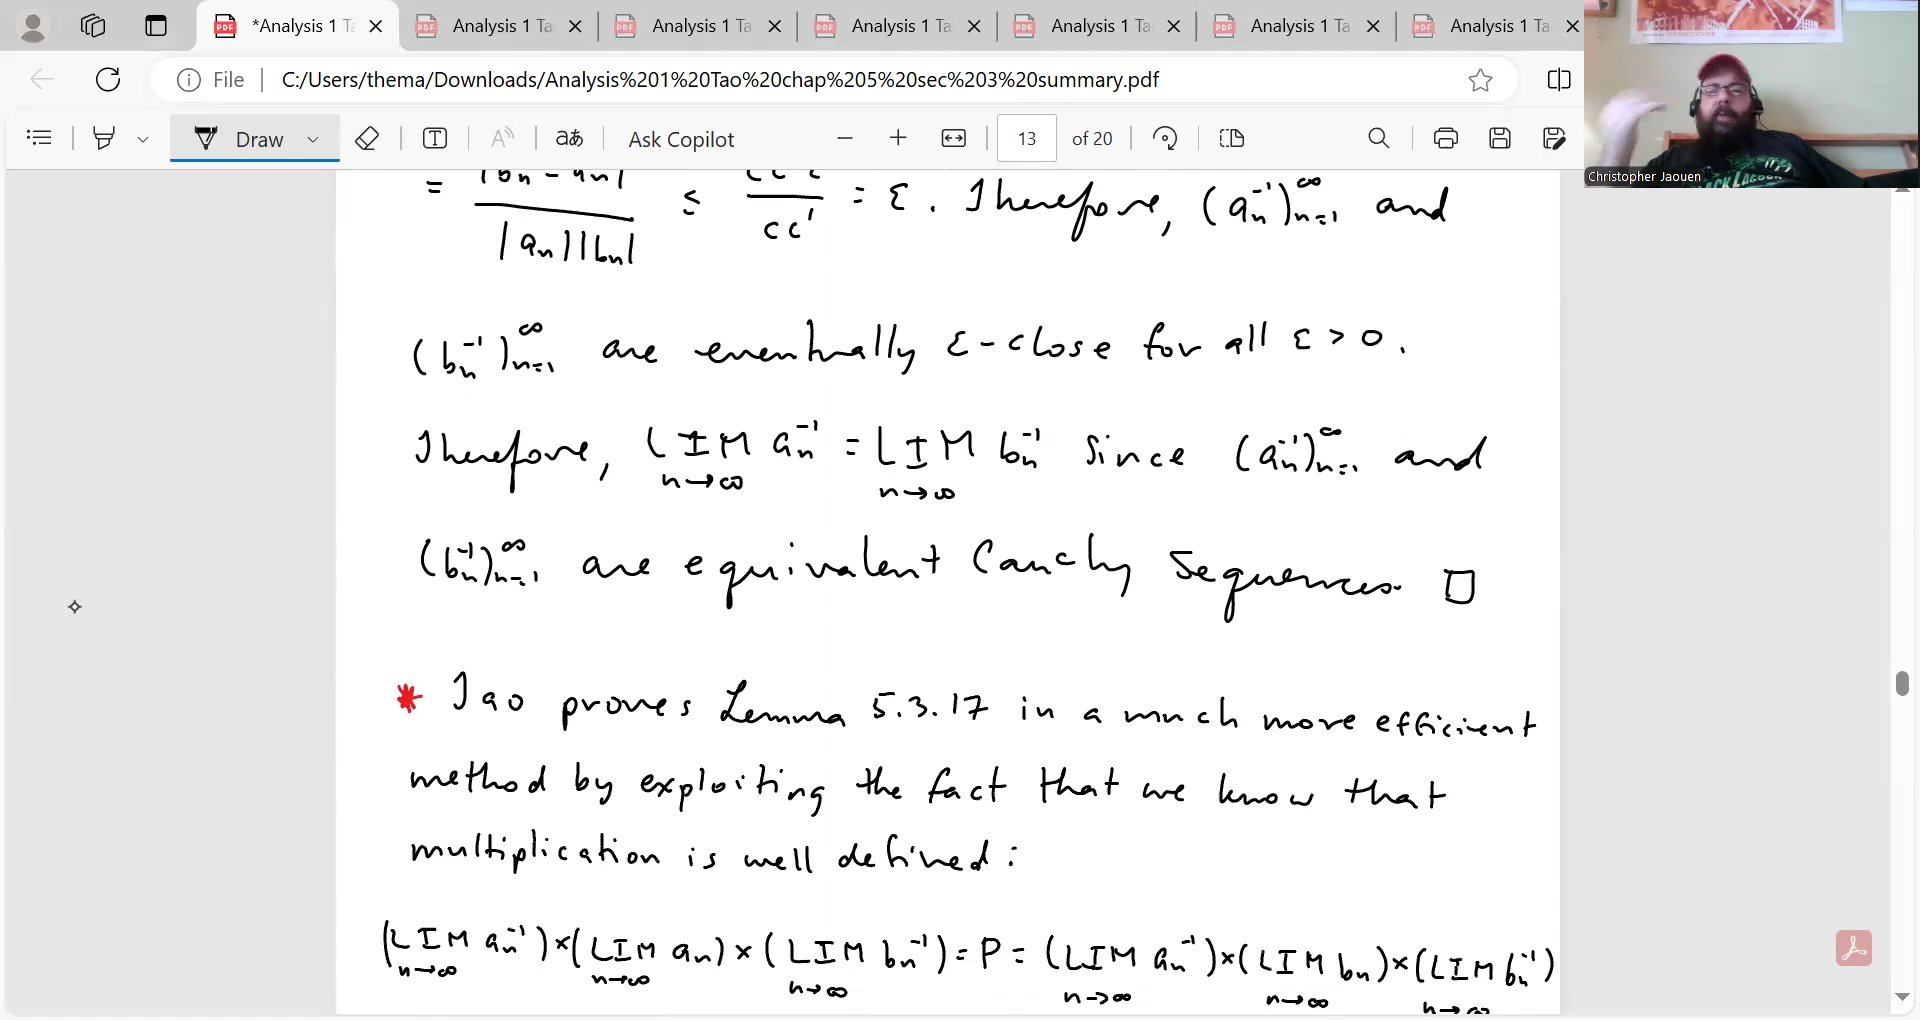 *Analysis 1 Ta
Analysis 1 Ta
Analysis 1 Ta
Analysis 1 Ta
Analysis 1 Ta
Analysis 1 Ta
Analysis 1 Ta
File
C:/Users/thema/Downloads/Analysis%201%20Tao%20chap%205%20sec%203%20summary.pdf
TECHNICOLOR
Draw
T
A
aあ
Ask Copilot
13 of 20
Christopher Jaouen
= |bn - an| / |an||bn| ≤ cc'ε / cc' = ε. Therefore, (an⁻¹)∞n=1 and
(bn⁻¹)∞n=1 are eventually ε-close for all ε > 0.
Therefore, LIM n→∞ an⁻¹ = LIM n→∞ bn⁻¹ since (an⁻¹)∞n=1 and
(bn⁻¹)∞n=1 are equivalent Cauchy Sequences. □
* Tao proves Lemma 5.3.17 in a much more efficient
method by exploiting the fact that we know that
multiplication is well defined:
(LIM n→∞ an⁻¹)×(LIM n→∞ an)×(LIM n→∞ bn⁻¹) = P = (LIM n→∞ an⁻¹)×(LIM n→∞ bn)×(LIM n→∞ bn⁻¹)